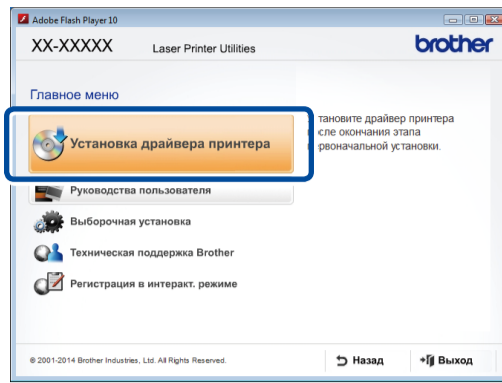 Adobe Flash Player 10
XX-XXXXX Laser Printer Utilities brother
Главное меню
Установка драйвера принтера
тановите драйвер принтера
сле окончания этапа
рвоначальной установки.
Руководства пользователя
Выборочная установка
Техническая поддержка Brother
Регистрация в интеракт. режиме
© 2001-2014 Brother Industries, Ltd. All Rights Reserved. Назад Выход